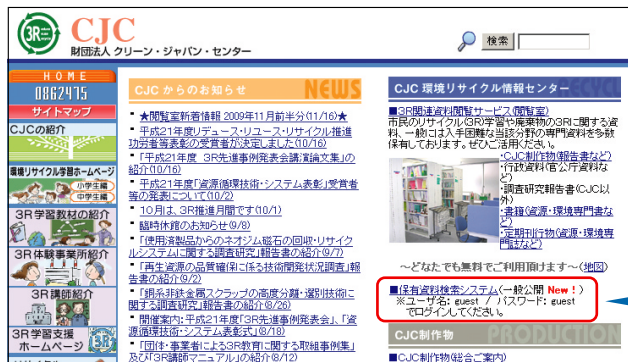 3R
CJC
財団法人 クリーン・ジャパン・センター
検索
HOME
0862475
サイトマップ
CJCの紹介
環境リサイクル学習ホームページ
小学生編
中学生編
3R学習教材の紹介
3R体験事業所紹介
3R講師紹介
3R学習支援
ホームページ
CJC からのお知らせ
NEWS
・ ★閲覧室新着情報 2009年11月前半分(11/16)★
・ 平成21年度リデュース・リユース・リサイクル推進
功労者等表彰の受賞者が決定しました(10/16)
・ 「平成21年度 3R先進事例発表会講演論文集」の
紹介(10/16)
・ 平成21年度「資源循環技術・システム表彰」受賞者
等の発表について(10/2)
・ 10月は、3R推進月間です(10/1)
・ 臨時休館のお知らせ(9/8)
・ 「使用済製品からのネオジム磁石の回収・リサイク
ルシステムに関する調査研究」報告書の紹介(9/7)
・ 「再生資源の品質確保に係る技術開発状況調査」報
告書の紹介(9/2)
・ 「銅系非鉄金属スクラップの高度分離・選別技術に
関する調査研究」報告書の紹介(8/26)
・ 開催案内：平成21年度「3R先進事例発表会」、「資
源循環技術・システム表彰式」(8/18)
・ 「団体・事業者による3R教育に関する取組事例集」
及び「3R講師マニュアル」の紹介(8/12)
CJC 環境リサイクル情報センター
RECYCL
■3R関連資料閲覧サービス(閲覧室)
市民のリサイクル(3R)学習や廃棄物の3Rに関する資
料、一般には入手困難な当該分野の専門資料を多数
保有しております。ぜひご活用ください。
・CJC制作物(報告書など)
・行政資料(官公庁資料な
ど)
・調査研究報告書(CJC以
外)
・書籍(資源・環境専門書な
ど)
・定期刊行物(資源・環境専
門誌など)
～どなたでも無料でご利用頂けます～(地図)
■保有資料検索システム(一般公開 New！)
※ユーザ名: guest / パスワード: guest
でログインしてください。
CJC制作物
PRODUCTION
■CJC制作物(総合ご案内)